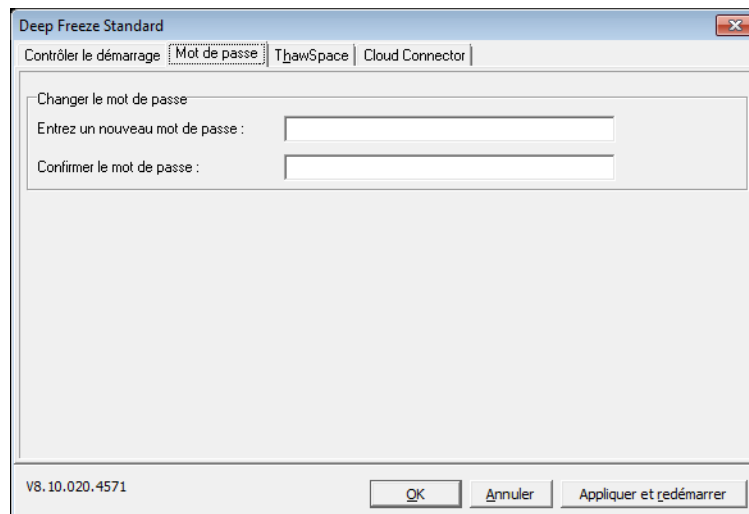 Deep Freeze Standard
Contrôler le démarrage Mot de passe ThawSpace Cloud Connector
Changer le mot de passe
Entrez un nouveau mot de passe :
Confirmer le mot de passe :
V8.10.020.4571 OK Annuler Appliquer et redémarrer